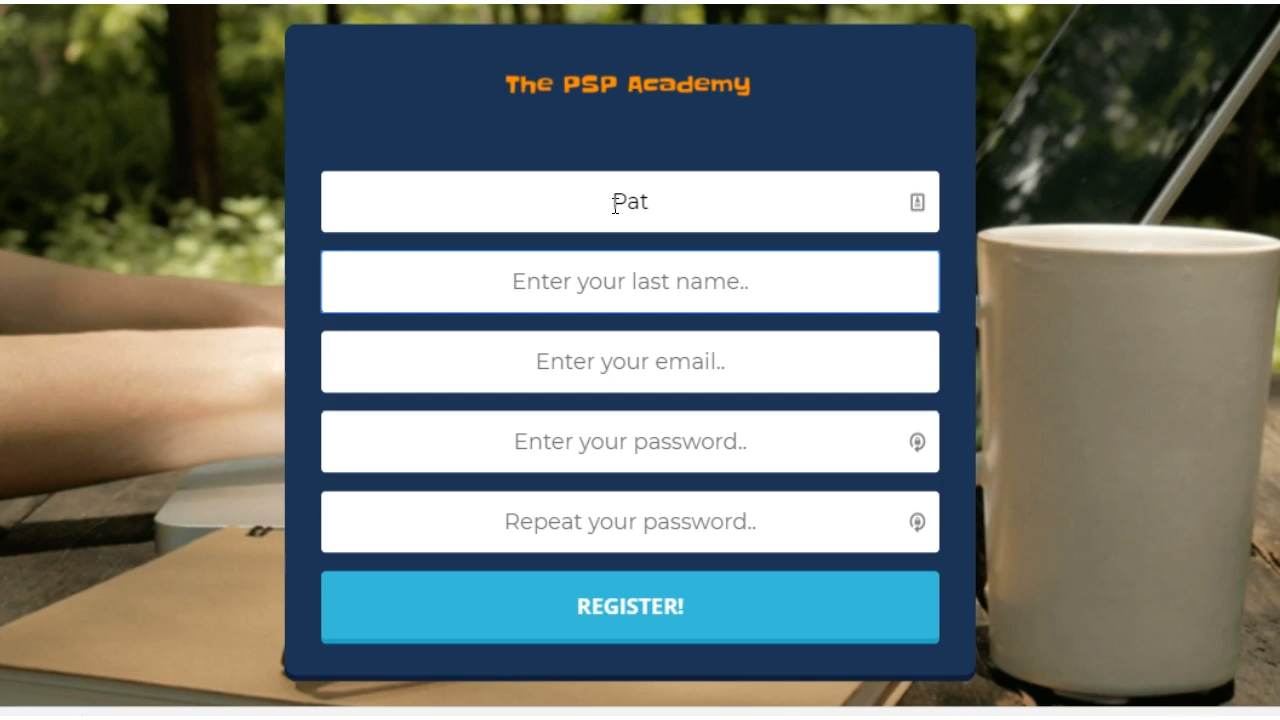 The PSP Academy
Pat
Enter your last name..
Enter your email..
Enter your password..
Repeat your password..
REGISTER!